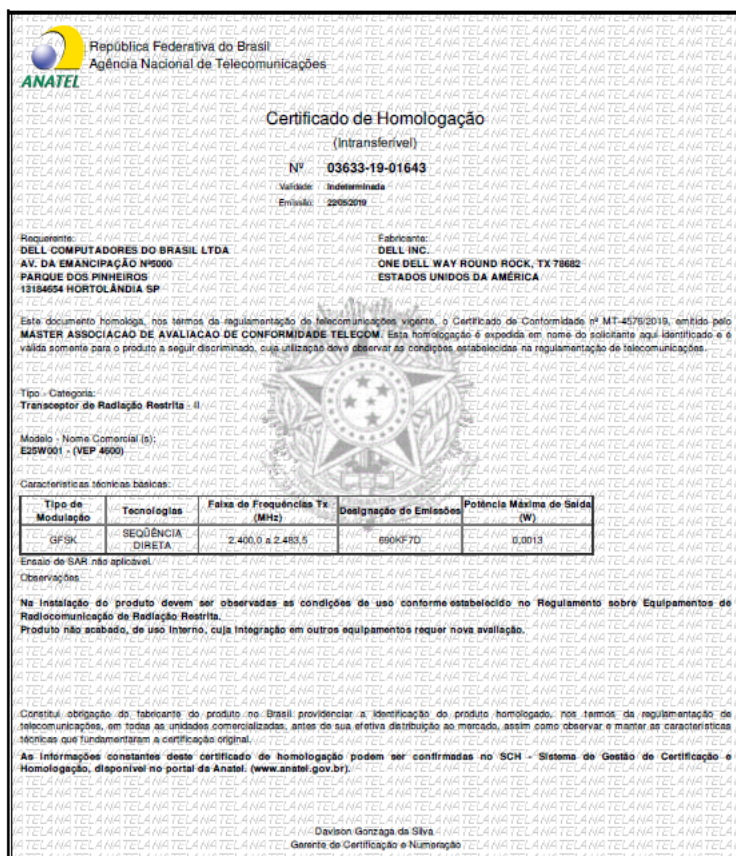 República Federativa do Brasil
Agência Nacional de Telecomunicações
ANATEL
Certificado de Homologação
(Intransferível)
Nº 03633-19-01643
Validade: Indeterminada
Emissão: 22/05/2019
Requerente:
DELL COMPUTADORES DO BRASIL LTDA
AV. DA EMANCIPAÇÃO Nº5000
PARQUE DOS PINHEIROS
13184654 HORTOLÂNDIA SP
Fabricante:
DELL INC.
ONE DELL WAY ROUND ROCK, TX 78682
ESTADOS UNIDOS DA AMÉRICA
Este documento homologa, nos termos da regulamentação de telecomunicações vigente, o Certificado de Conformidade nº MT-4576/2019, emitido pelo
MASTER ASSOCIACAO DE AVALIACAO DE CONFORMIDADE TELECOM. Esta homologação é expedida em nome do solicitante aqui identificado e é
válida somente para o produto a seguir discriminado, cuja utilização deve observar as condições estabelecidas na regulamentação de telecomunicações.
Tipo - Categoria:
Transceptor de Radiação Restrita - II
Modelo - Nome Comercial (s):
E25W001 - (VEP 4600)
Características técnicas básicas:
Tipo de Modulação Tecnologias Faixa de Frequências Tx (MHz) Designação de Emissões Potência Máxima de Saída (W)
GFSK SEQÜÊNCIA DIRETA 2.400,0 a 2.483,5 690KF7D 0,0013
Ensaio de SAR não aplicável.
Observações
Na instalação do produto devem ser observadas as condições de uso conforme estabelecido no Regulamento sobre Equipamentos de
Radiocomunicação de Radiação Restrita.
Produto não acabado, de uso interno, cuja integração em outros equipamentos requer nova avaliação.
Constitui obrigação do fabricante do produto no Brasil providenciar a identificação do produto homologado, nos termos da regulamentação de
telecomunicações, em todas as unidades comercializadas, antes de sua efetiva distribuição ao mercado, assim como observar e manter as características
técnicas que fundamentaram a certificação original.
As informações constantes deste certificado de homologação podem ser confirmadas no SCH - Sistema de Gestão de Certificação e
Homologação, disponível no portal da Anatel. (www.anatel.gov.br).
Davison Gonzaga da Silva
Gerente de Certificação e Numeração